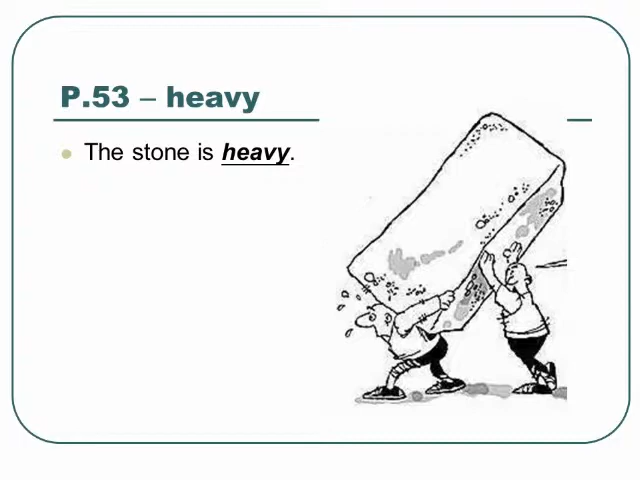 P.53 – heavy
The stone is heavy.